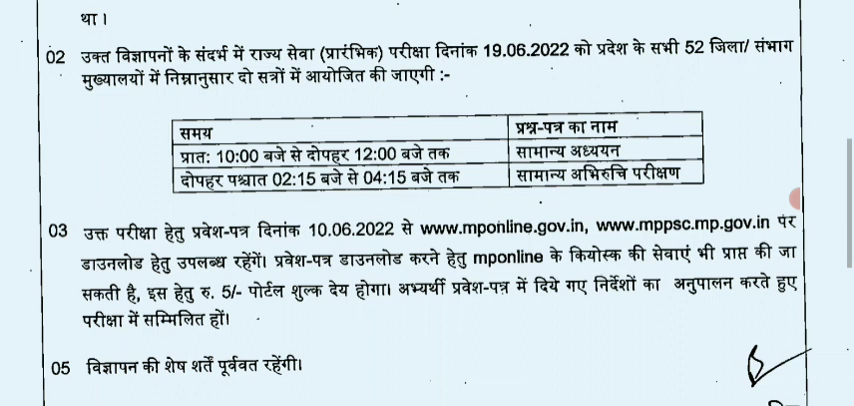 था।
02 उक्त विज्ञापनों के संदर्भ में राज्य सेवा (प्रारंभिक) परीक्षा दिनांक 19.06.2022 को प्रदेश के सभी 52 जिला/ संभाग
मुख्यालयों में निम्नानुसार दो सत्रों में आयोजित की जाएगी :-
समय प्रश्न-पत्र का नाम
प्रात: 10:00 बजे से दोपहर 12:00 बजे तक सामान्य अध्ययन
दोपहर पश्चात 02:15 बजे से 04:15 बजे तक सामान्य अभिरुचि परीक्षण
03 उक्त परीक्षा हेतु प्रवेश-पत्र दिनांक 10.06.2022 से www.mponline.gov.in, www.mppsc.mp.gov.in पर
डाउनलोड हेतु उपलब्ध रहेंगें। प्रवेश-पत्र डाउनलोड करने हेतु mponline के कियोस्क की सेवाएं भी प्राप्त की जा
सकती है, इस हेतु रु. 5/- पोर्टल शुल्क देय होगा। अभ्यर्थी प्रवेश-पत्र में दिये गए निर्देशों का अनुपालन करते हुए
परीक्षा में सम्मिलित हों।
05 विज्ञापन की शेष शर्तें पूर्ववत रहेंगी।